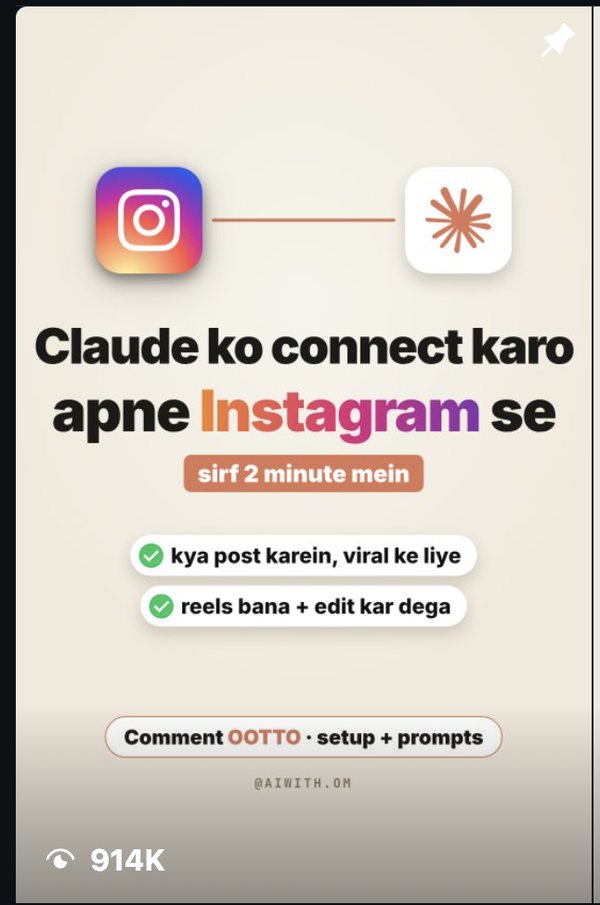 Claude ko connect karo
apne Instagram se
sirf 2 minute mein
kya post karein, viral ke liye
reels bana + edit kar dega
Comment OOTTO · setup + prompts
@AIWITH.OM
914K